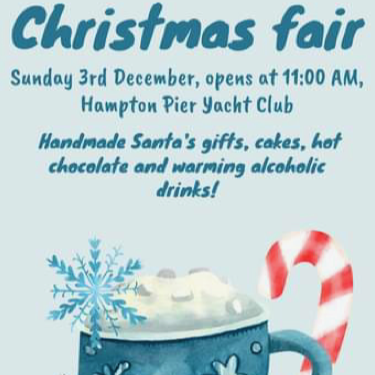 Christmas fair
Sunday 3rd December, opens at 11:00 AM,
Hampton Pier Yacht Club
Handmade Santa's gifts, cakes, hot
chocolate and warming alcoholic
drinks!